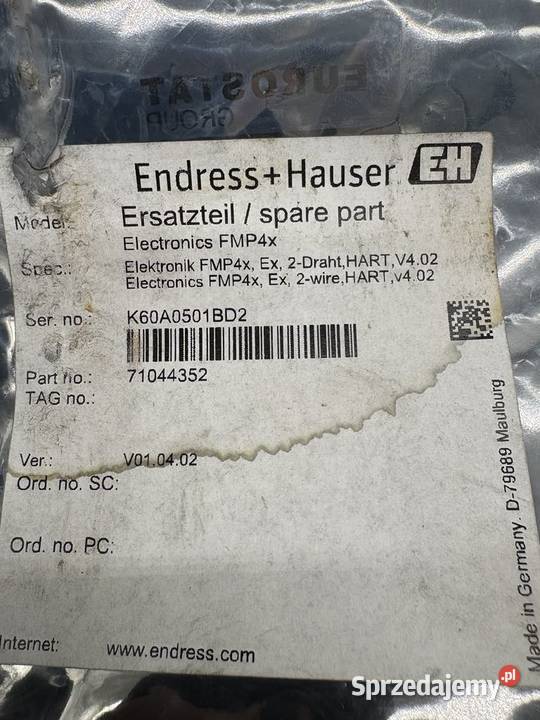 EUROSTAT
GROUP
Endress+Hauser EH
Model: Ersatzteil / spare part
Electronics FMP4x
Spec.: Elektronik FMP4x, Ex, 2-Draht,HART,V4.02
Electronics FMP4x, Ex, 2-wire,HART,v4.02
Ser. no.: K60A0501BD2
Part no.: 71044352
TAG no.:
Ver.: V01.04.02
Ord. no. SC:
Ord. no. PC:
Internet: www.endress.com
Made in Germany. D-79689 Maulburg
Sprzedajemy.pl